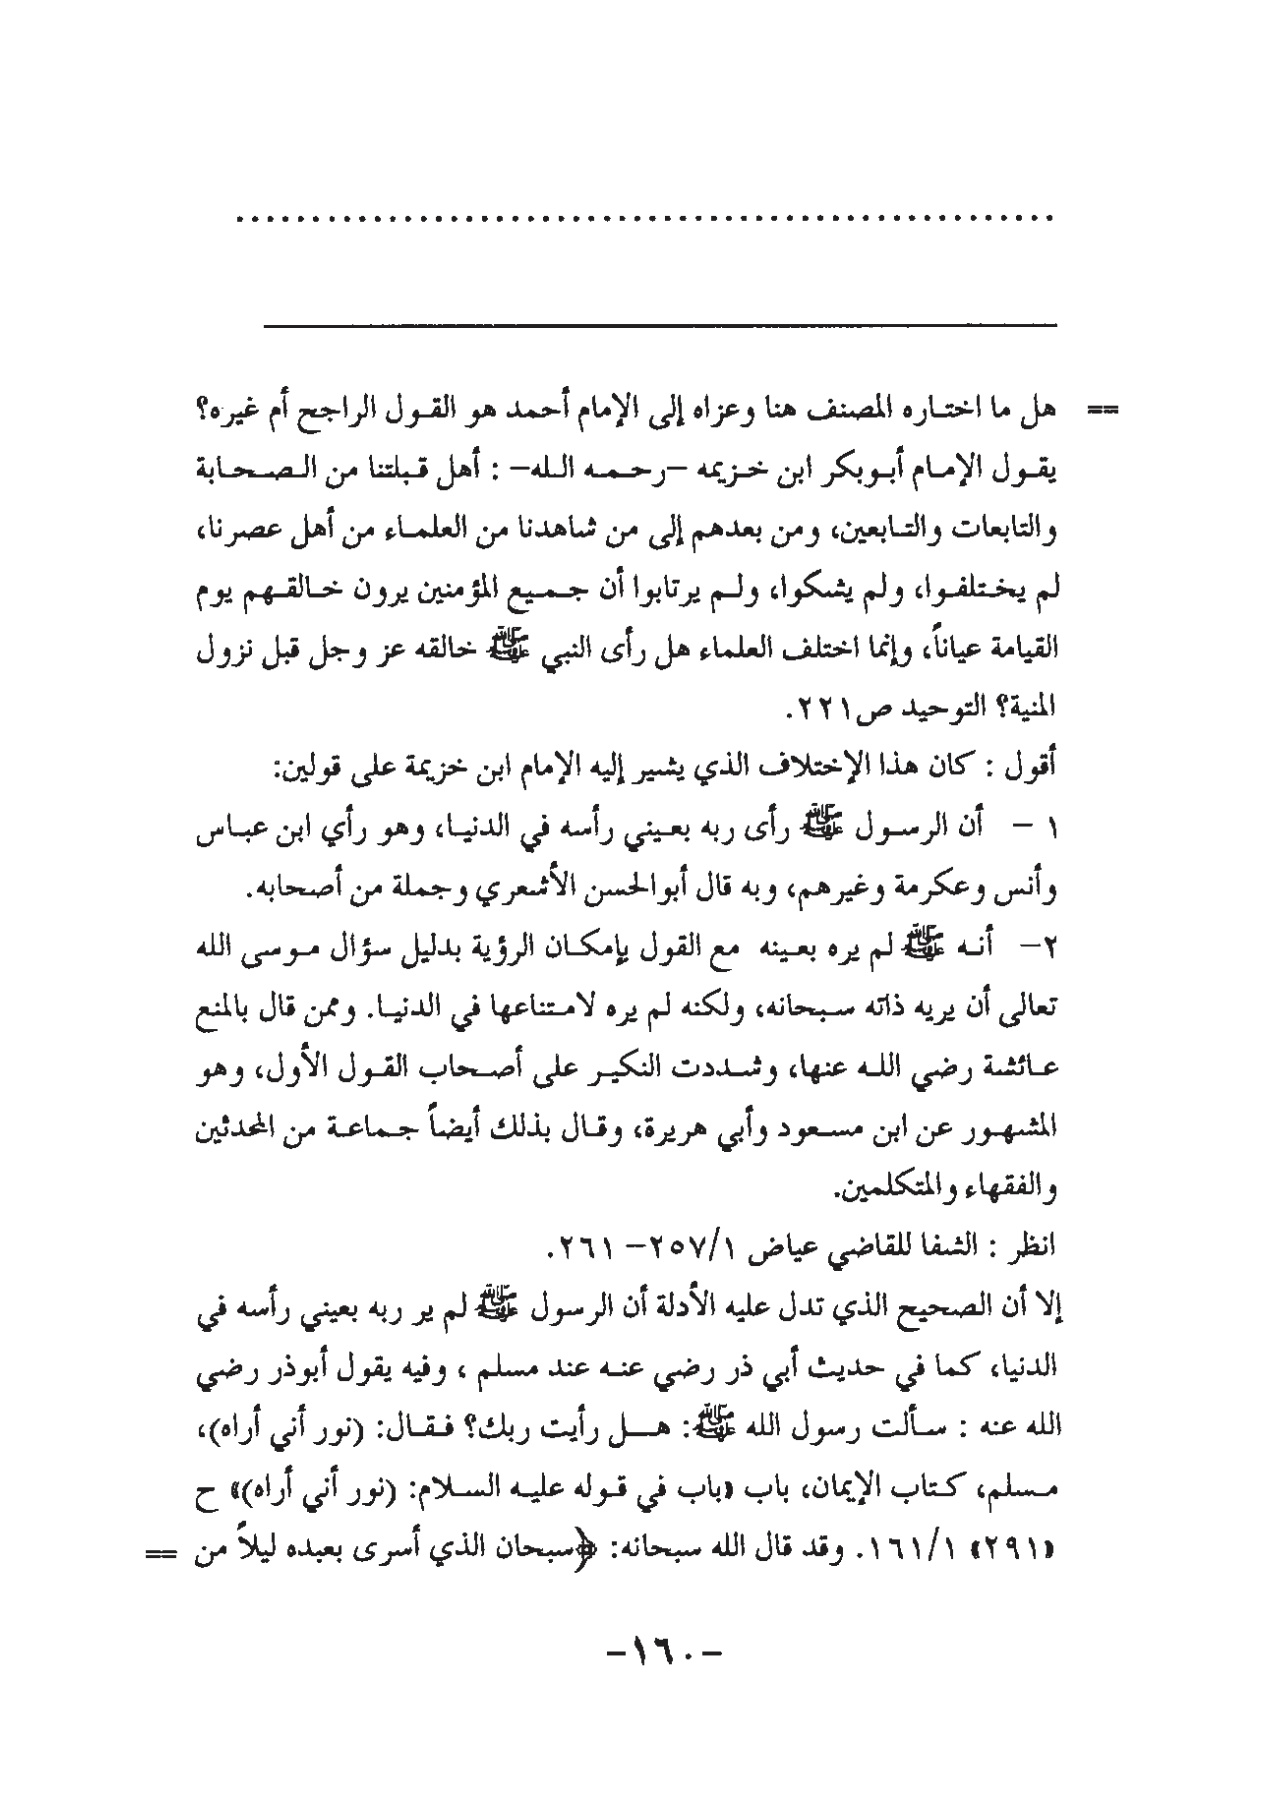 == هل ما اختاره المصنف هنا وعزاه إلى الإمام أحمد هو القول الراجح أم غيره؟
يقول الإمام أبوبكر ابن خزيمه –رحمه الله– : أهل قبلتنا من الصحابة
والتابعات والتابعين، ومن بعدهم إلى من شاهدنا من العلماء من أهل عصرنا،
لم يختلفوا، ولم يشكوا، ولم يرتابوا أن جميع المؤمنين يرون خالقهم يوم
القيامة عياناً، وإنما اختلف العلماء هل رأى النبي ﷺ خالقه عز وجل قبل نزول
المنية؟ التوحيد ص٢٢١.
أقول : كان هذا الإختلاف الذي يشير إليه الإمام ابن خزيمة على قولين:
١ – أن الرسول ﷺ رأى ربه بعيني رأسه في الدنيا، وهو رأي ابن عباس
وأنس وعكرمة وغيرهم، وبه قال أبوالحسن الأشعري وجملة من أصحابه.
٢– أنه ﷺ لم يره بعينه مع القول بإمكان الرؤية بدليل سؤال موسى الله
تعالى أن يريه ذاته سبحانه، ولكنه لم يره لامتناعها في الدنيا. وممن قال بالمنع
عائشة رضي الله عنها، وشددت النكير على أصحاب القول الأول، وهو
المشهور عن ابن مسعود وأبي هريرة، وقال بذلك أيضاً جماعة من المحدثين
والفقهاء والمتكلمين.
انظر : الشفا للقاضي عياض ٢٥٧/١– ٢٦١.
إلا أن الصحيح الذي تدل عليه الأدلة أن الرسول ﷺ لم ير ربه بعيني رأسه في
الدنيا، كما في حديث أبي ذر رضي عنه عند مسلم ، وفيه يقول أبوذر رضي
الله عنه : سألت رسول الله ﷺ: هل رأيت ربك؟ فقال: (نور أني أراه)،
مسلم، كتاب الإيمان، باب «باب في قوله عليه السلام: (نور أني أراه)» ح
«٢٩١» ١٦١/١. وقد قال الله سبحانه: ﴿سبحان الذي أسرى بعبده ليلاً من ==
–١٦٠–